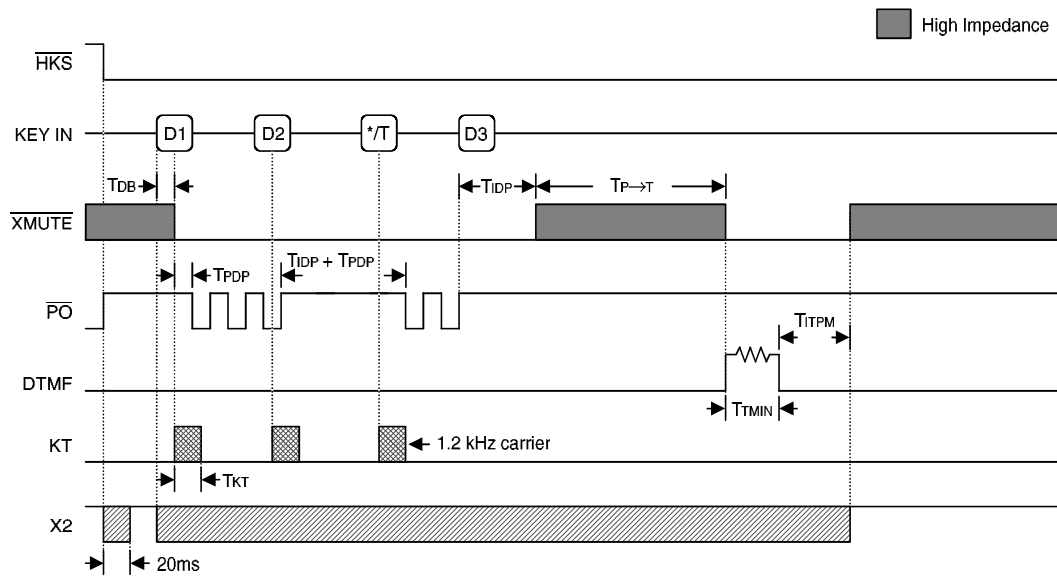 High Impedance
HKS
KEY IN
D1
D2
*/T
D3
TDB
TIDP
TP→T
XMUTE
TPDP
TIDP + TPDP
PO
TITPM
DTMF
TTMIN
KT
1.2 kHz carrier
TKT
X2
20ms